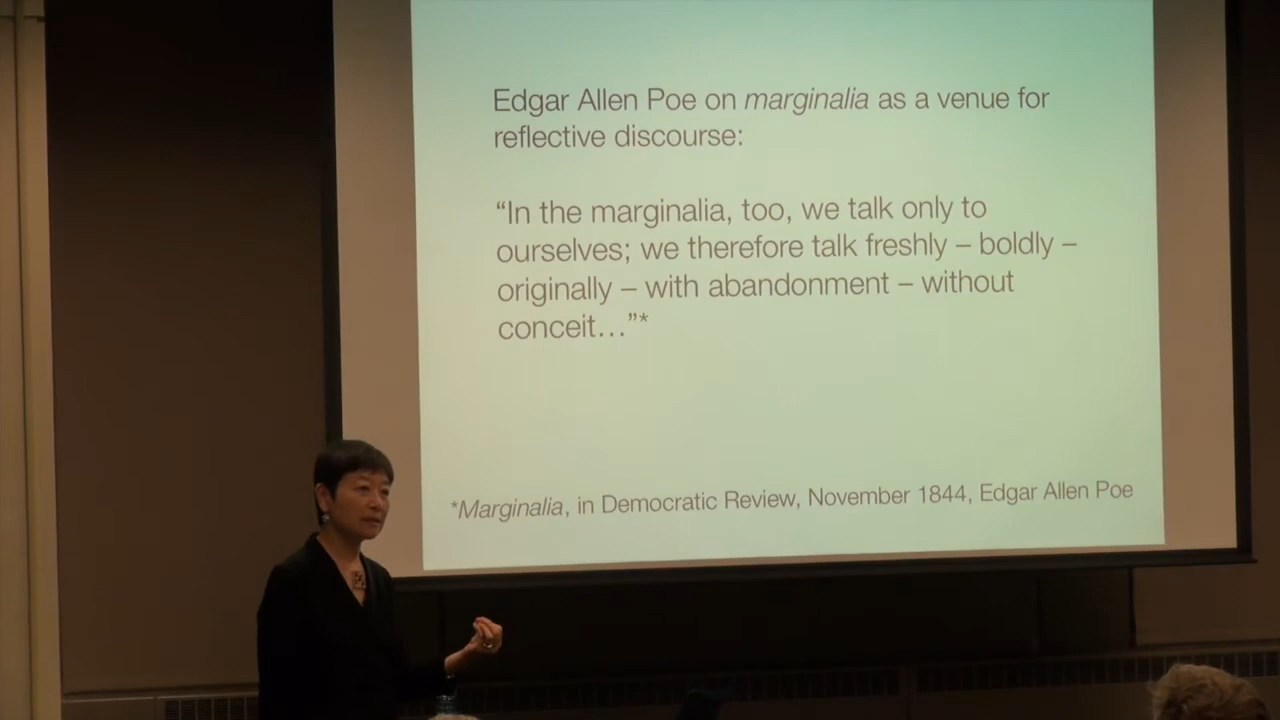 Edgar Allen Poe on marginalia as a venue for
reflective discourse:
“In the marginalia, too, we talk only to
ourselves; we therefore talk freshly – boldly –
originally – with abandonment – without
conceit…”*
*Marginalia, in Democratic Review, November 1844, Edgar Allen Poe